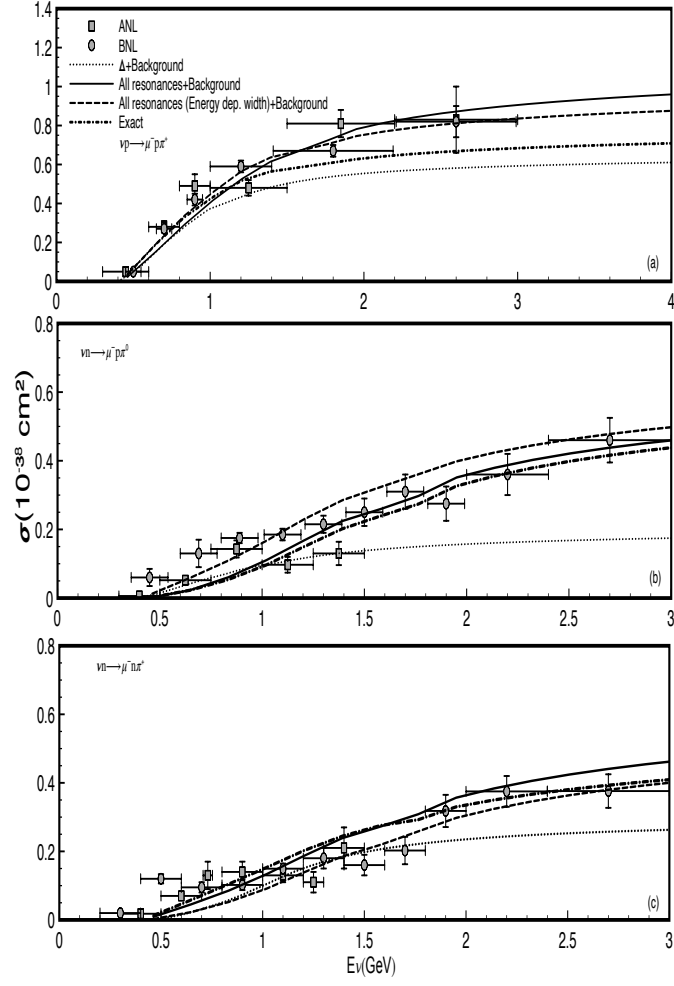 1.4
1.2
1
0.8
0.6
0.4
0.2
0
ANL
BNL
Δ+Background
All resonances+Background
All resonances (Energy dep. width)+Background
Exact
νp⟶μ⁻pπ⁺
(a)
0 1 2 3 4
0.8
0.6
0.4
0.2
0
νn⟶μ⁻pπ⁰
(b)
0 0.5 1 1.5 2 2.5 3
σ(10⁻³⁸ cm²)
0.8
0.6
0.4
0.2
0
νn⟶μ⁻nπ⁺
(c)
0 0.5 1 1.5 2 2.5 3
Eν(GeV)